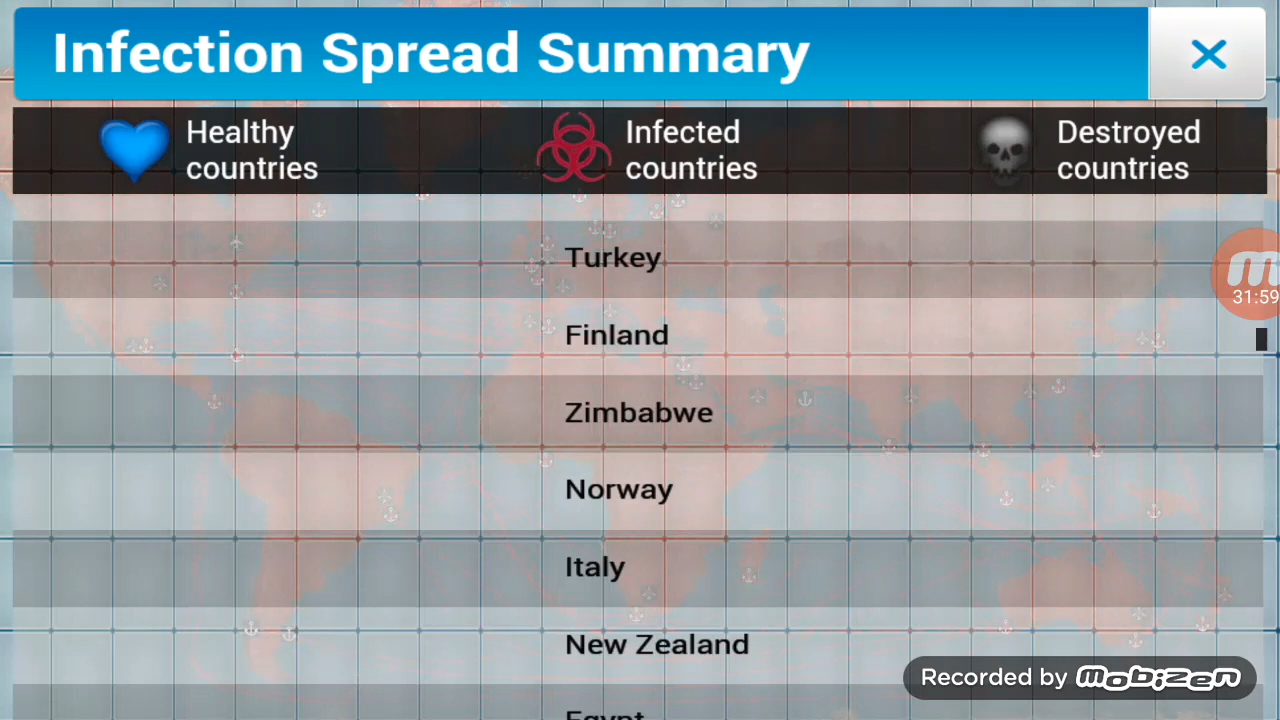 Infection Spread Summary
Healthy
countries
Infected
countries
Destroyed
countries
Turkey
31:59
Finland
Zimbabwe
Norway
Italy
New Zealand
Recorded by mobizen
Egypt